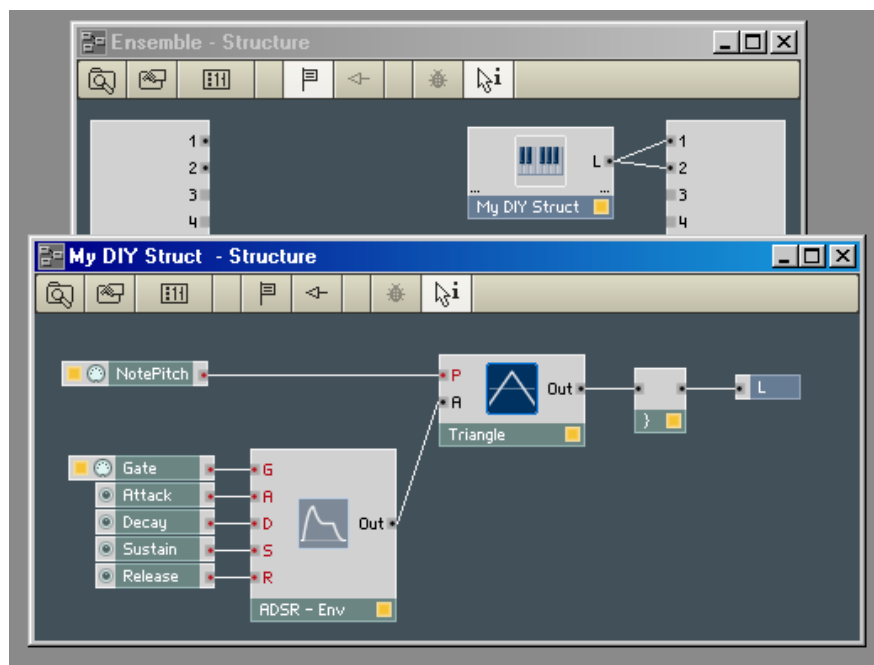 Ensemble - Structure
i
1
2
3
4
L
...
...
My DIY Struct
1
2
3
4
My DIY Struct - Structure
i
NotePitch
P
A
Out
Triangle
}
L
Gate
Attack
Decay
Sustain
Release
G
A
D
S
R
Out
ADSR - Env